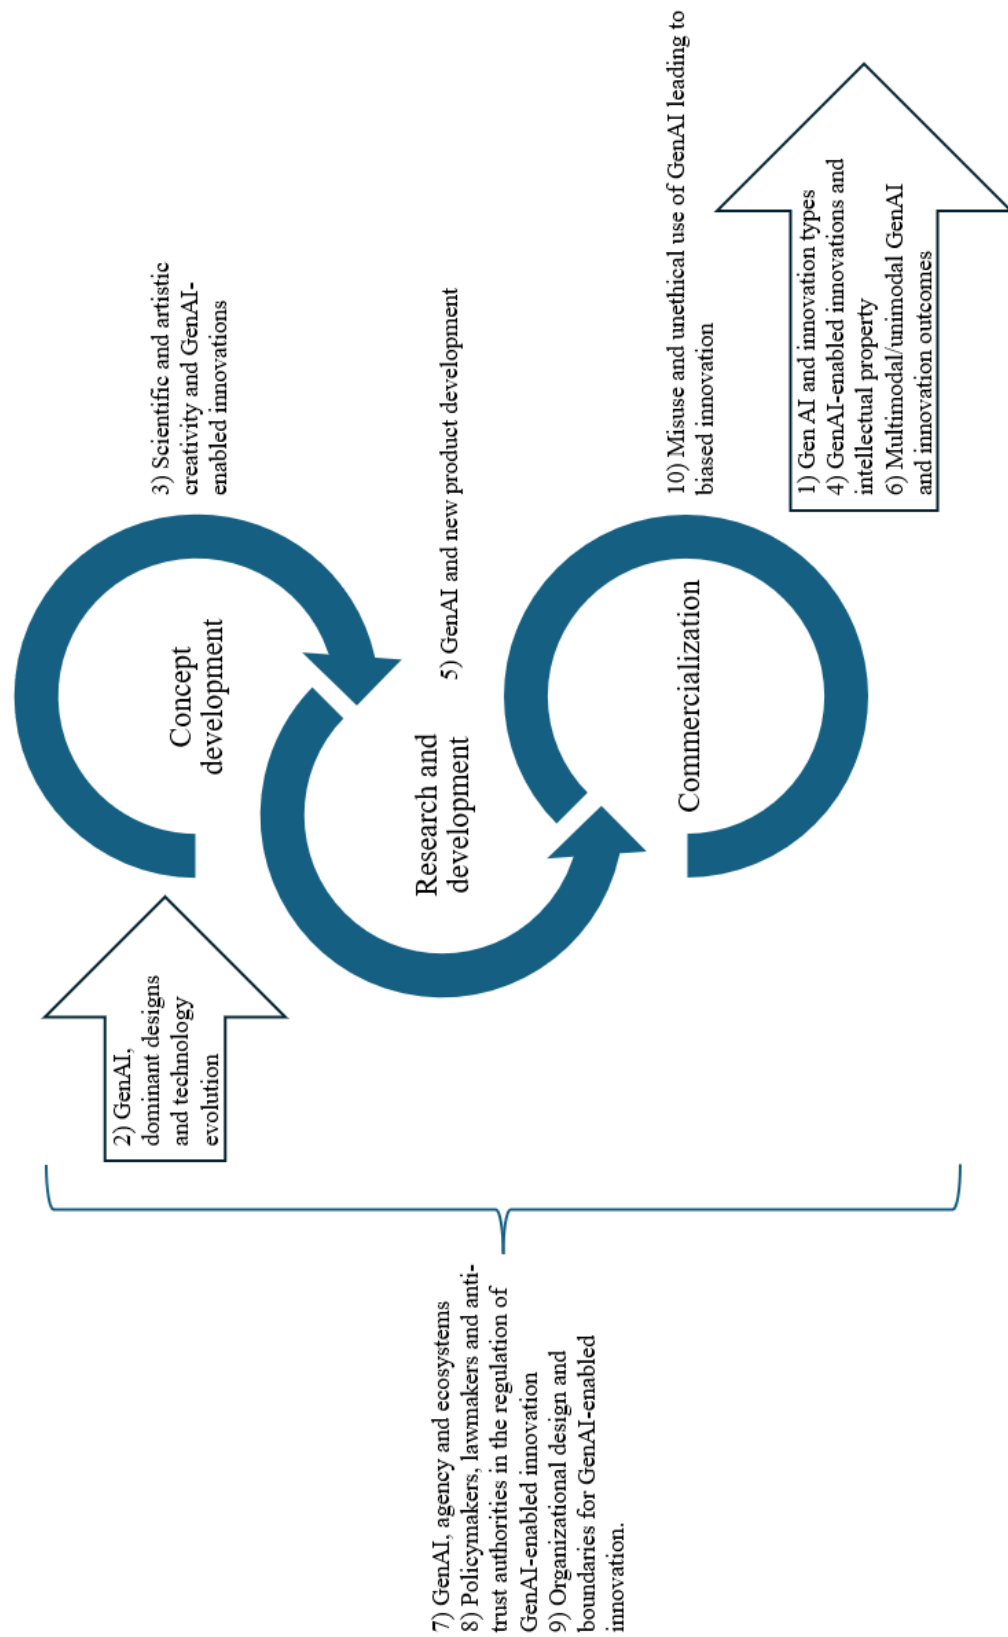 7) GenAI, agency and ecosystems
8) Policymakers, lawmakers and anti-
trust authorities in the regulation of
GenAI-enabled innovation
9) Organizational design and
boundaries for GenAI-enabled
innovation.
2) GenAI,
dominant designs
and technology
evolution
Concept
development
3) Scientific and artistic
creativity and GenAI-
enabled innovations
Research and
development
5) GenAI and new product development
Commercialization
10) Misuse and unethical use of GenAI leading to
biased innovation
1) Gen AI and innovation types
4) GenAI-enabled innovations and
intellectual property
6) Multimodal/unimodal GenAI
and innovation outcomes